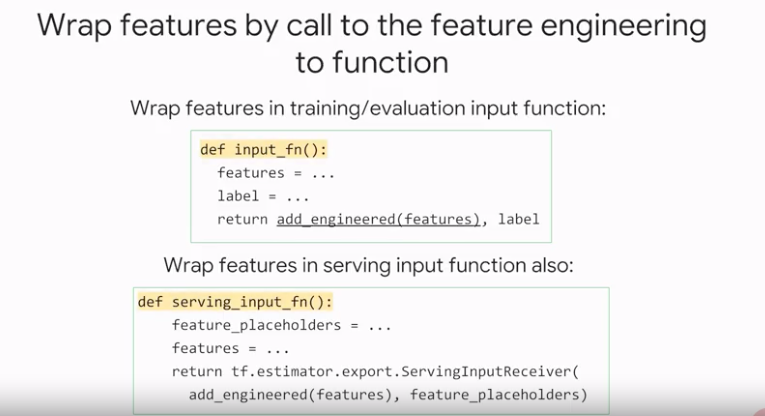 Wrap features by call to the feature engineering
to function
Wrap features in training/evaluation input function:
def input_fn():
features = ...
label = ...
return add_engineered(features), label
Wrap features in serving input function also:
def serving_input_fn():
feature_placeholders = ...
features = ...
return tf.estimator.export.ServingInputReceiver(
add_engineered(features), feature_placeholders)